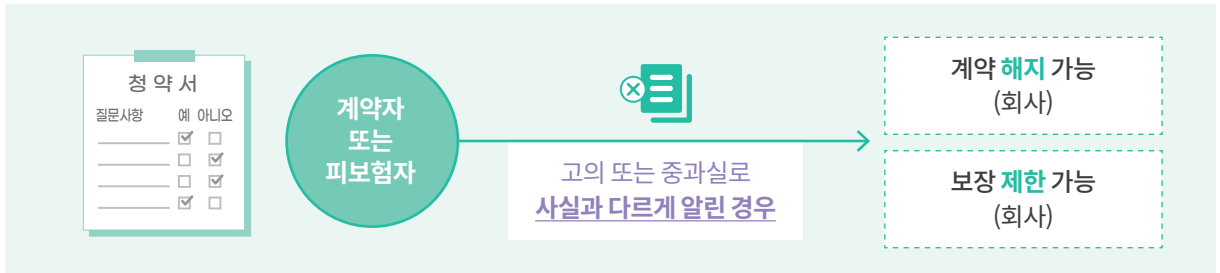 청약서
질문사항 예 아니오
계약자
또는
피보험자
고의 또는 중과실로
사실과 다르게 알린 경우
계약 해지 가능
(회사)
보장 제한 가능
(회사)